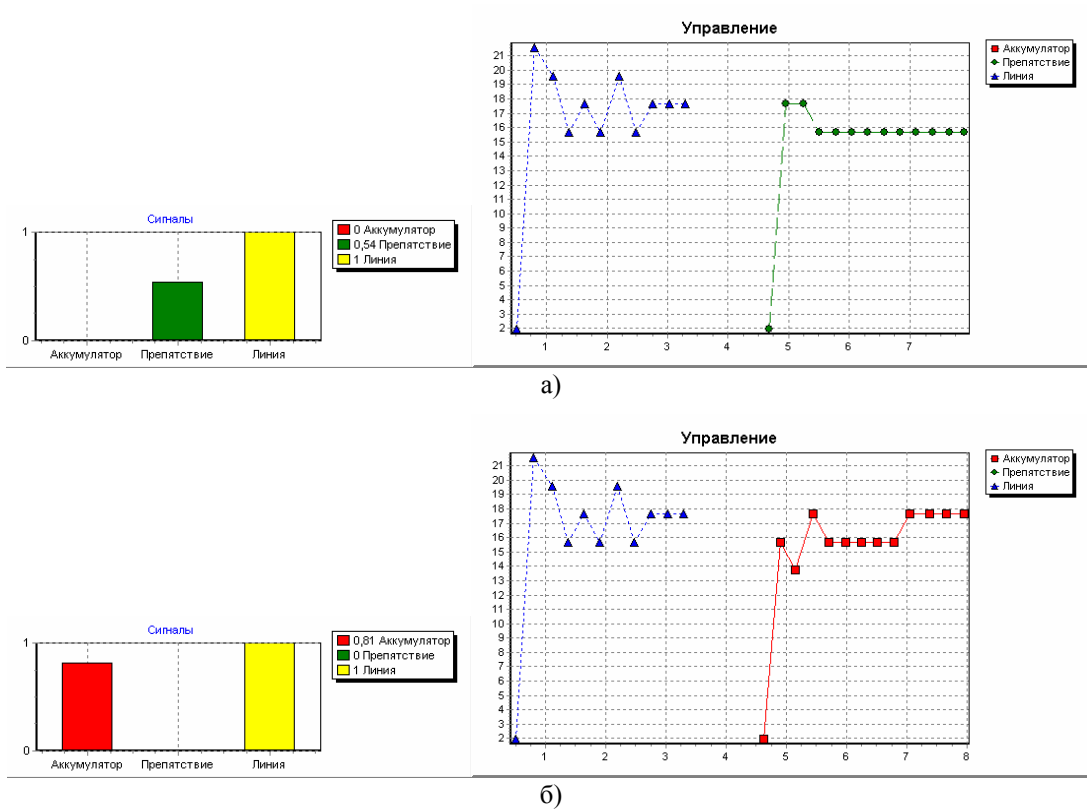 Управление
21
20
19
18
17
16
15
14
13
12
11
10
9
8
7
6
5
4
3
2
1 2 3 4 5 6 7
Аккумулятор
Препятствие
Линия
Сигналы
1
0
Аккумулятор Препятствие Линия
0 Аккумулятор
0,54 Препятствие
1 Линия
а)
Управление
21
20
19
18
17
16
15
14
13
12
11
10
9
8
7
6
5
4
3
2
1 2 3 4 5 6 7 8
Аккумулятор
Препятствие
Линия
Сигналы
1
0
Аккумулятор Препятствие Линия
0,81 Аккумулятор
0 Препятствие
1 Линия
б)